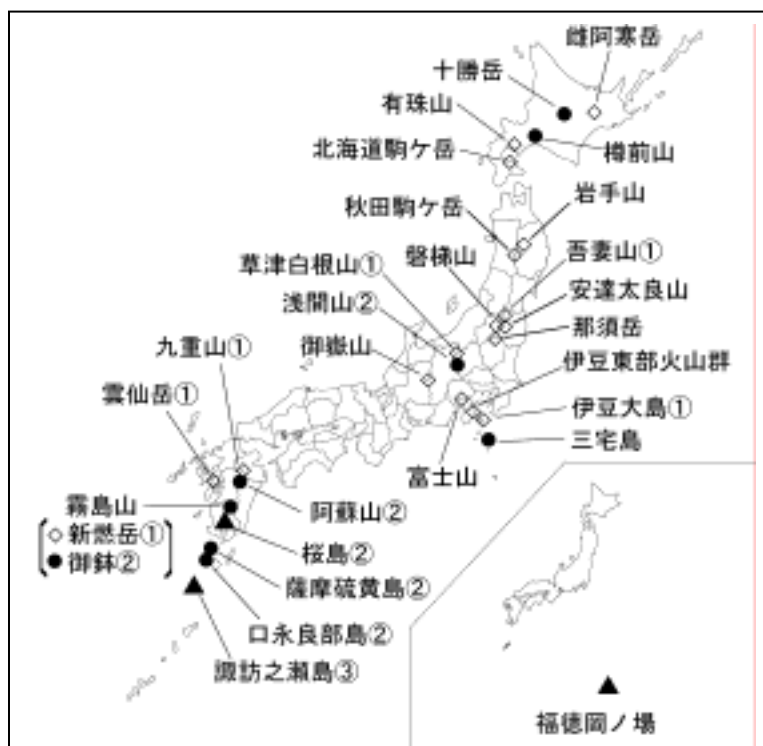 雌阿寒岳
十勝岳
有珠山
北海道駒ケ岳
樽前山
岩手山
秋田駒ケ岳
吾妻山①
磐梯山
草津白根山①
安達太良山
浅間山②
那須岳
九重山①
御嶽山
伊豆東部火山群
雲仙岳①
伊豆大島①
三宅島
富士山
霧島山
阿蘇山②
◇新燃岳①
●御鉢②
桜島②
薩摩硫黄島②
口永良部島②
諏訪之瀬島③
福徳岡ノ場